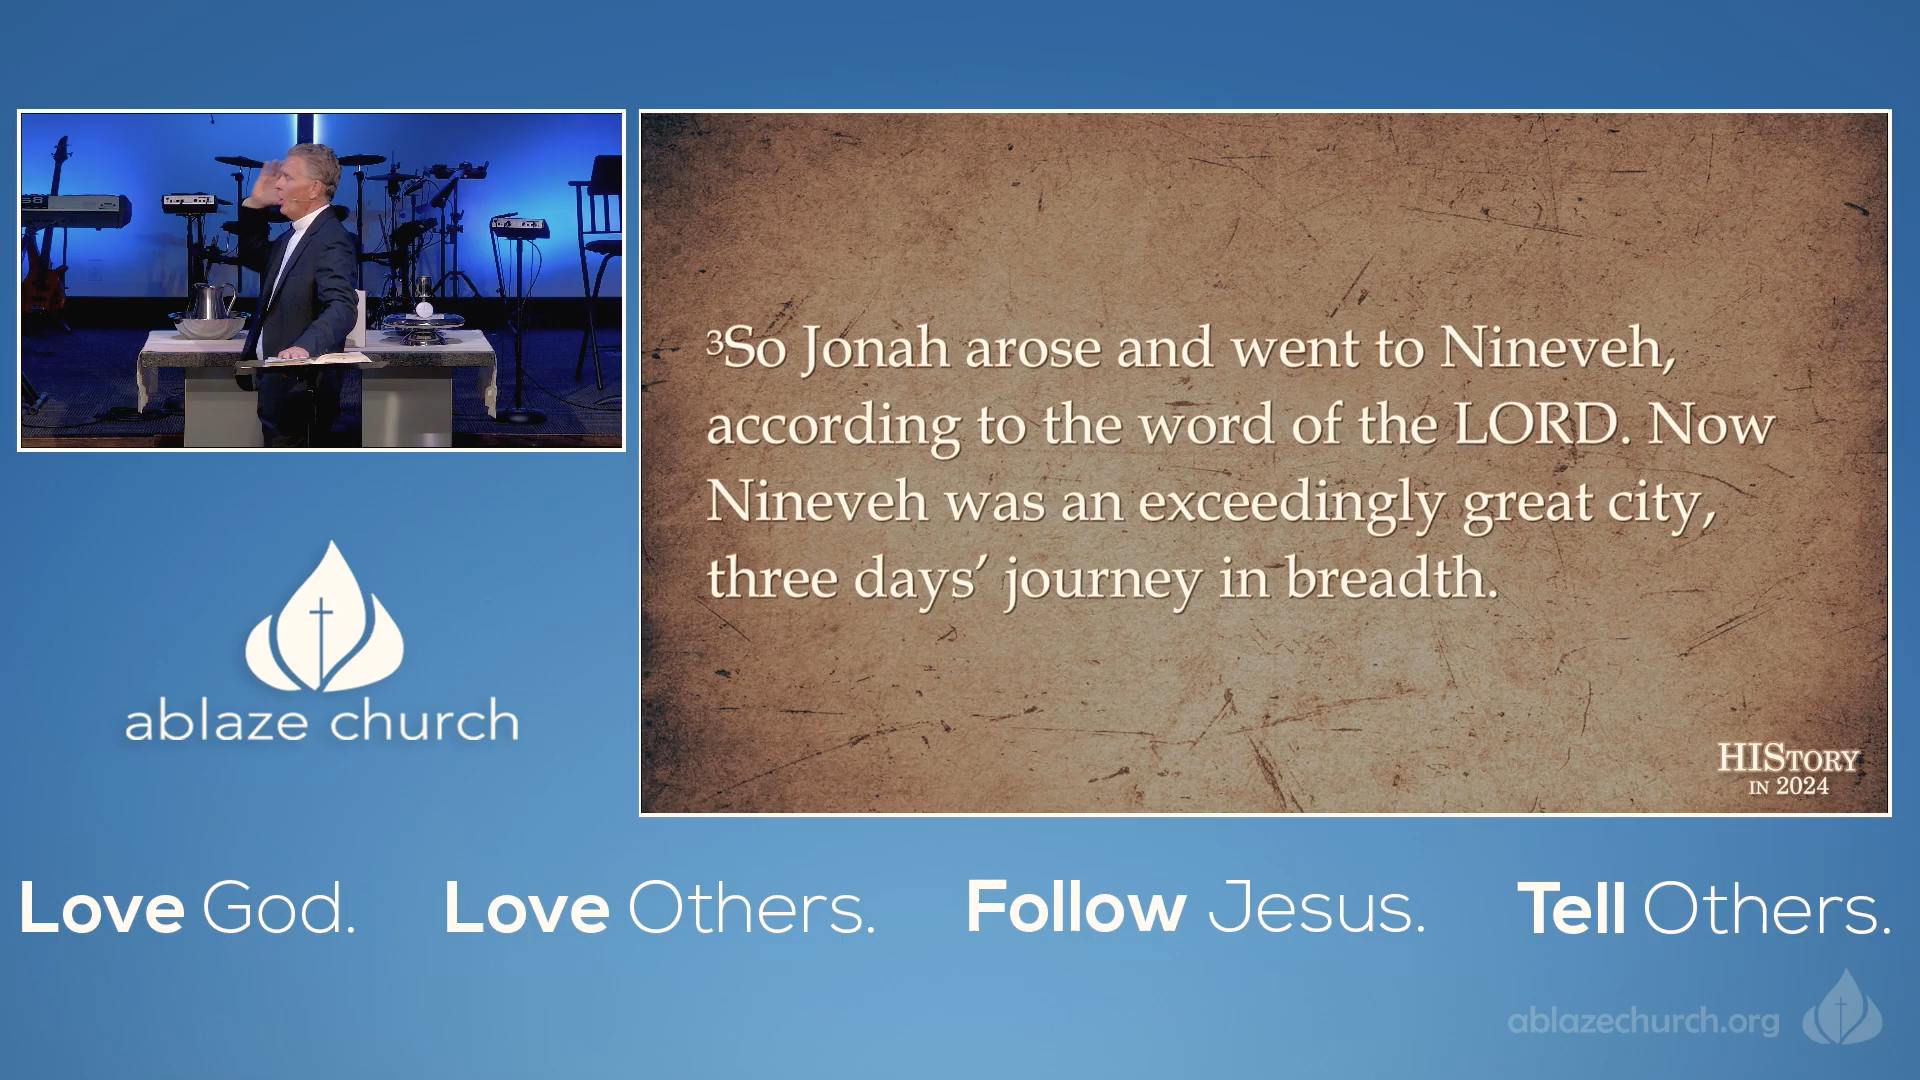 ³So Jonah arose and went to Nineveh,
according to the word of the LORD. Now
Nineveh was an exceedingly great city,
three days’ journey in breadth.
HISTORY
IN 2024
ablaze church
Love God. Love Others. Follow Jesus. Tell Others.
ablazechurch.org